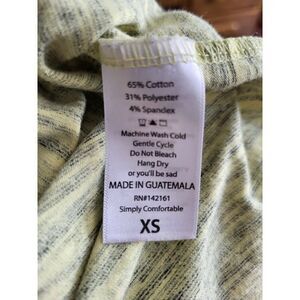 65% Cotton
31% Polyester
4% Spandex
Machine Wash Cold
Gentle Cycle
Do Not Bleach
Hang Dry
or you'll be sad
MADE IN GUATEMALA
RN#142161
Simply Comfortable
XS